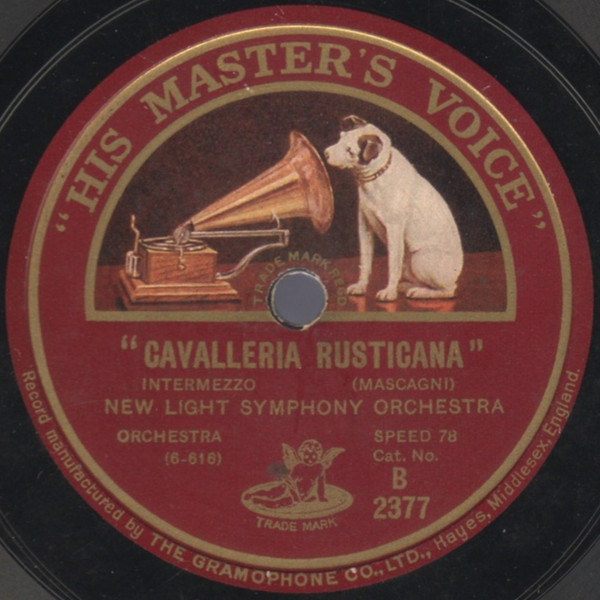 "HIS MASTER'S VOICE"
TRADE MARK REGD
"CAVALLERIA RUSTICANA"
INTERMEZZO (MASCAGNI)
NEW LIGHT SYMPHONY ORCHESTRA
ORCHESTRA SPEED 78
(6-616) Cat. No.
B
2377
TRADE MARK
Record manufactured by THE GRAMOPHONE CO., LTD., Hayes, Middlesex, England.